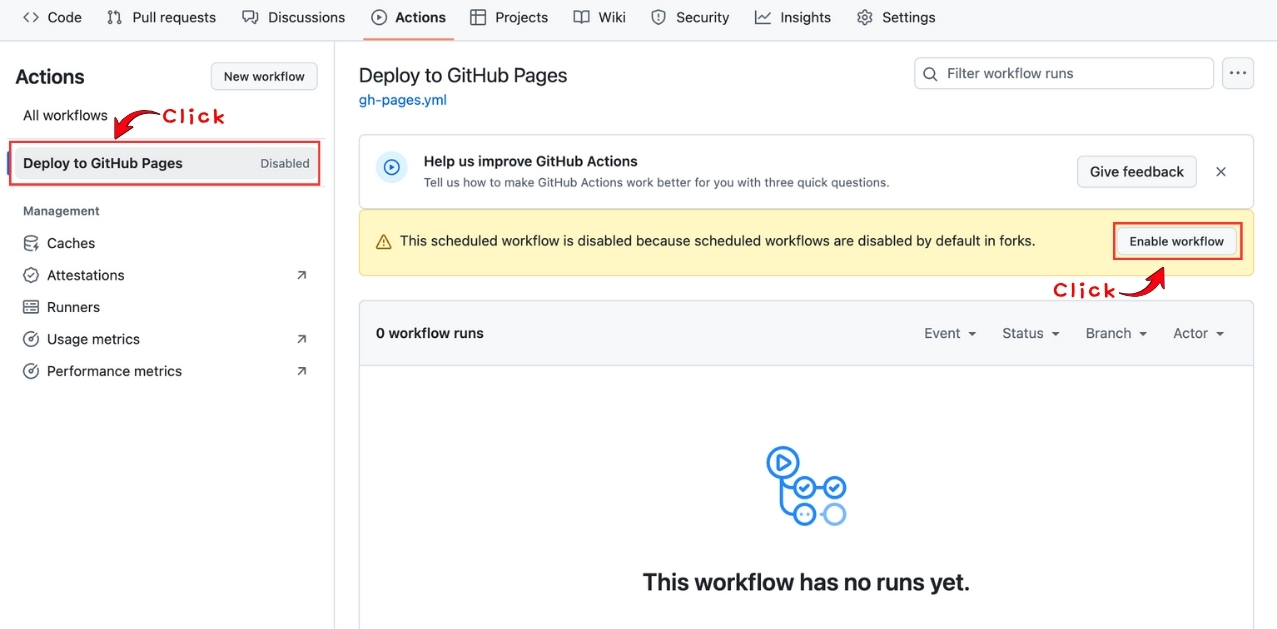 Code Pull requests Discussions Actions Projects Wiki Security Insights Settings
Actions New workflow
All workflows
Click
Deploy to GitHub Pages Disabled
Management
Caches
Attestations
Runners
Usage metrics
Performance metrics
Deploy to GitHub Pages Filter workflow runs
gh-pages.yml
Help us improve GitHub Actions
Tell us how to make GitHub Actions work better for you with three quick questions.
Give feedback
This scheduled workflow is disabled because scheduled workflows are disabled by default in forks.
Enable workflow
Click
0 workflow runs Event Status Branch Actor
This workflow has no runs yet.